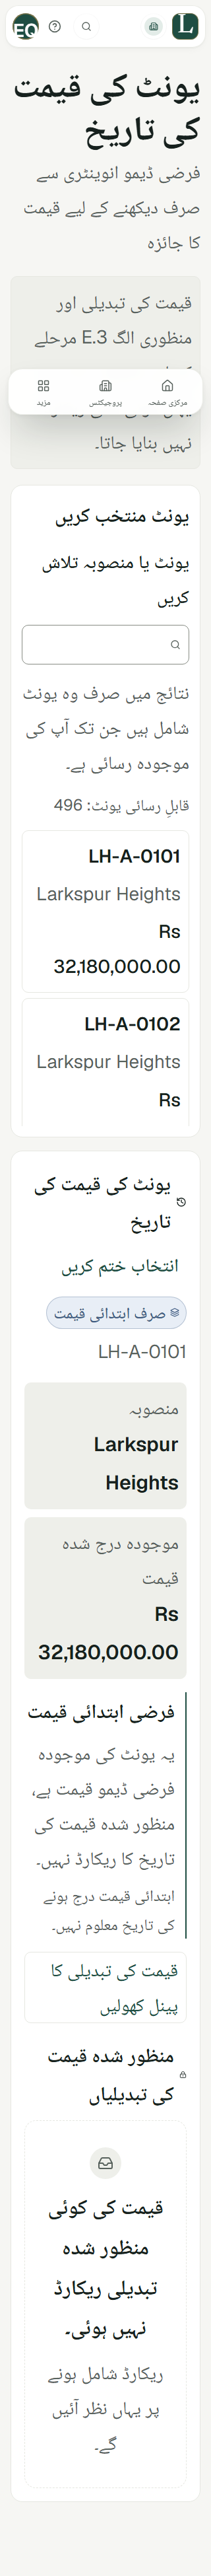 EQ
L
یونٹ کی قیمت
کی تاریخ
فرضی ڈیمو انوینٹری سے
صرف دیکھنے کے لیے قیمت
کا جائزہ
قیمت کی تبدیلی اور
منظوری الگ E.3 مرحلے
مرکزی صفحہ
پروجیکٹس
مزید
نہیں بنایا جاتا۔
یونٹ منتخب کریں
یونٹ یا منصوبہ تلاش
کریں
نتائج میں صرف وہ یونٹ
شامل ہیں جن تک آپ کی
موجودہ رسائی ہے۔
قابلِ رسائی یونٹ: 496
LH-A-0101
Larkspur Heights
Rs
32,180,000.00
LH-A-0102
Larkspur Heights
Rs
یونٹ کی قیمت کی
تاریخ
انتخاب ختم کریں
صرف ابتدائی قیمت
LH-A-0101
منصوبہ
Larkspur
Heights
موجودہ درج شدہ
قیمت
Rs
32,180,000.00
فرضی ابتدائی قیمت
یہ یونٹ کی موجودہ
فرضی ڈیمو قیمت ہے،
منظور شدہ قیمت کی
تاریخ کا ریکارڈ نہیں۔
ابتدائی قیمت درج ہونے
کی تاریخ معلوم نہیں۔
قیمت کی تبدیلی کا
پینل کھولیں
منظور شدہ قیمت
کی تبدیلیاں
قیمت کی کوئی
منظور شدہ
تبدیلی ریکارڈ
نہیں ہوئی۔
ریکارڈ شامل ہونے
پر یہاں نظر آئیں
گے۔